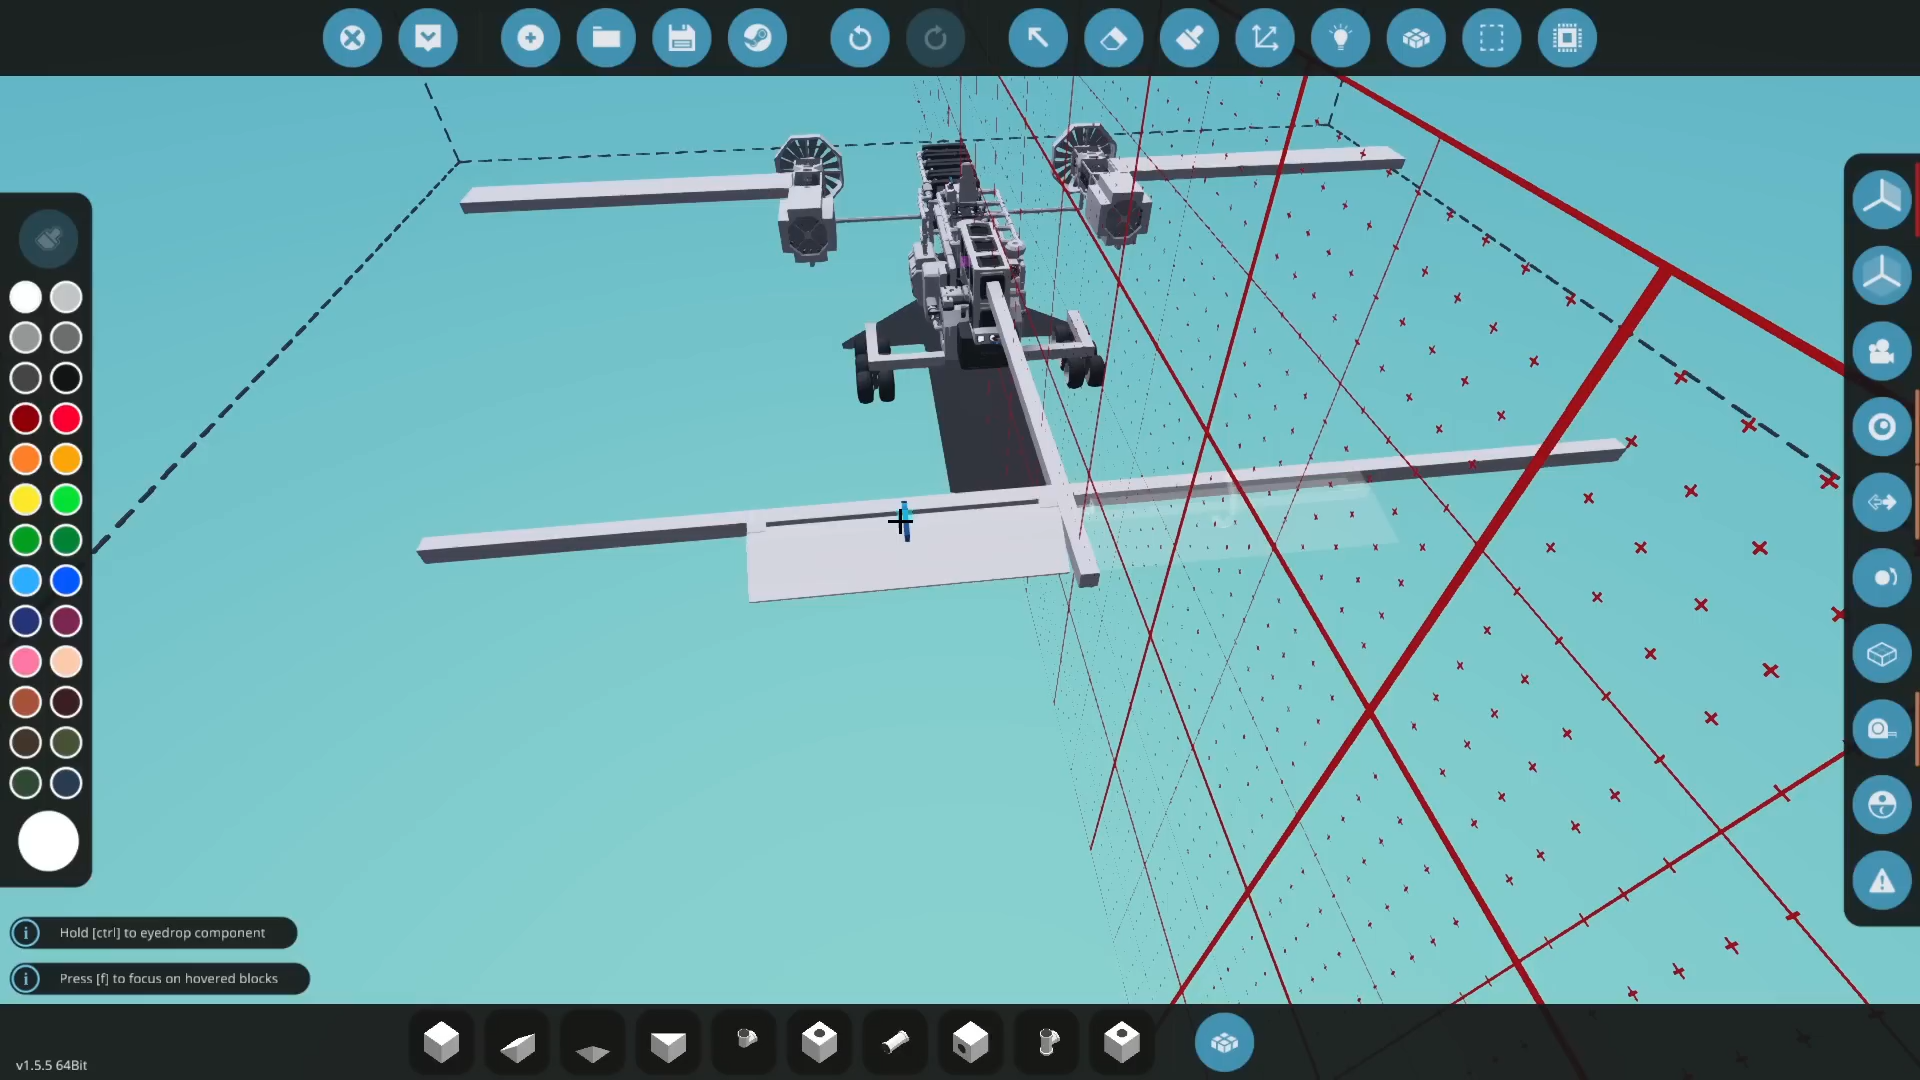 Hold [ctrl] to eyedrop component
Press [f] to focus on hovered blocks
v1.5.5 64Bit